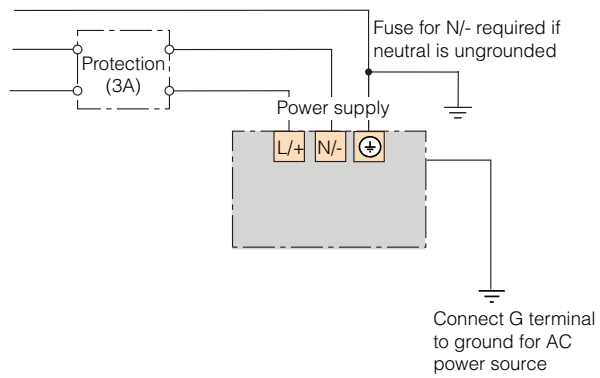 Fuse for N/- required if
neutral is ungrounded
Protection
(3A)
Power supply
L/+ N/-
Connect G terminal
to ground for AC
power source